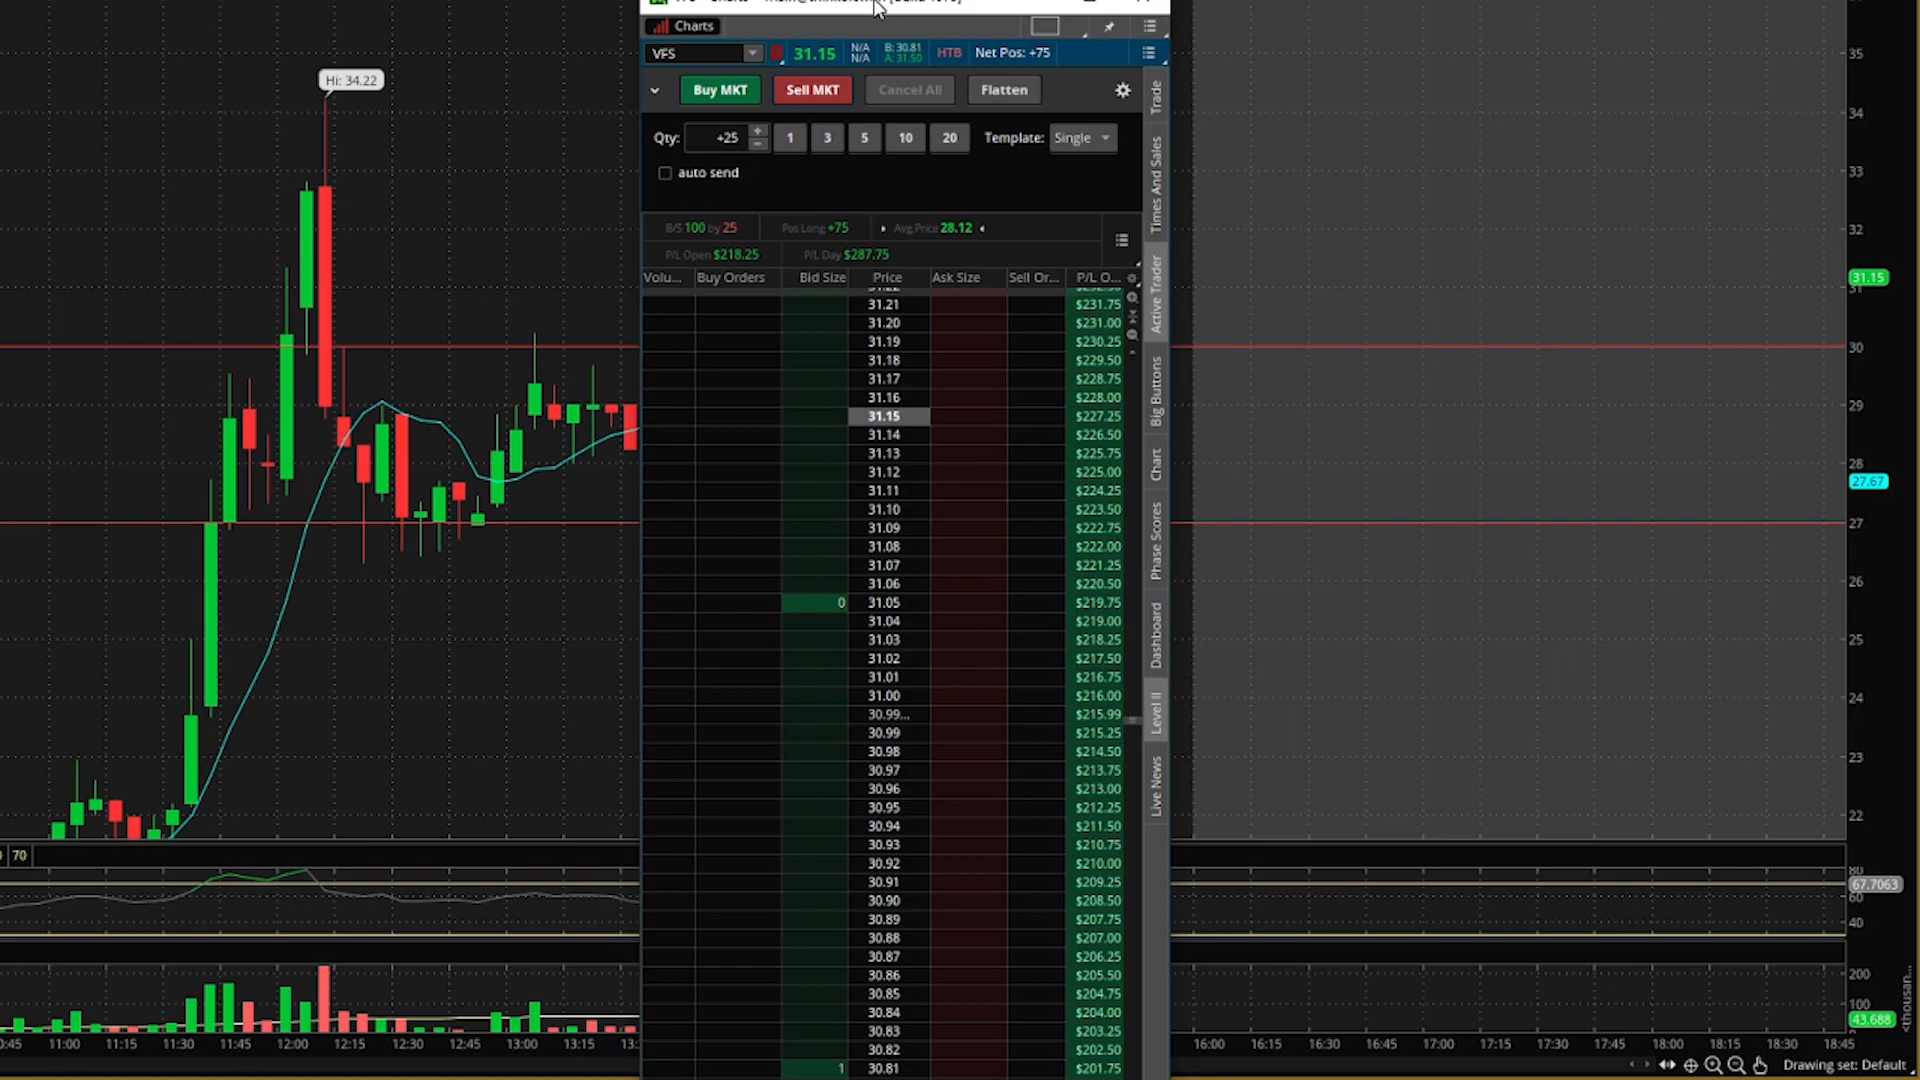 Charts
VFS 31.15 N/A N/A B: 30.81 A: 31.50 HTB Net Pos: +75
Buy MKT Sell MKT Cancel All Flatten
Qty: +25 1 3 5 10 20 Template: Single
auto send
B/S 100 by 25 Pos Long +75 Avg Price 28.12
P/L Open $218.25 P/L Day $287.75
Volu... Buy Orders Bid Size Price Ask Size Sell Or... P/L O...
31.21 $231.75
31.20 $231.00
31.19 $230.25
31.18 $229.50
31.17 $228.75
31.16 $228.00
31.15 $227.25
31.14 $226.50
31.13 $225.75
31.12 $225.00
31.11 $224.25
31.10 $223.50
31.09 $222.75
31.08 $222.00
31.07 $221.25
31.06 $220.50
0 31.05 $219.75
31.04 $219.00
31.03 $218.25
31.02 $217.50
31.01 $216.75
31.00 $216.00
30.99... $215.99
30.99 $215.25
30.98 $214.50
30.97 $213.75
30.96 $213.00
30.95 $212.25
30.94 $211.50
30.93 $210.75
30.92 $210.00
30.91 $209.25
30.90 $208.50
30.89 $207.75
30.88 $207.00
30.87 $206.25
30.86 $205.50
30.85 $204.75
30.84 $204.00
30.83 $203.25
30.82 $202.50
1 30.81 $201.75
Trade
Times And Sales
Active Trader
Big Buttons
Chart
Phase Scores
Dashboard
Level II
Live News
Hi: 34.22
35
34
33
32
31.15
31
30
29
28
27.67
27
26
25
24
23
22
70
80
67.7063
60
40
200
100
43.688
<thousan...
0:45 11:00 11:15 11:30 11:45 12:00 12:15 12:30 12:45 13:00 13:15 13: 16:00 16:15 16:30 16:45 17:00 17:15 17:30 17:45 18:00 18:15 18:30 18:45
Drawing set: Default